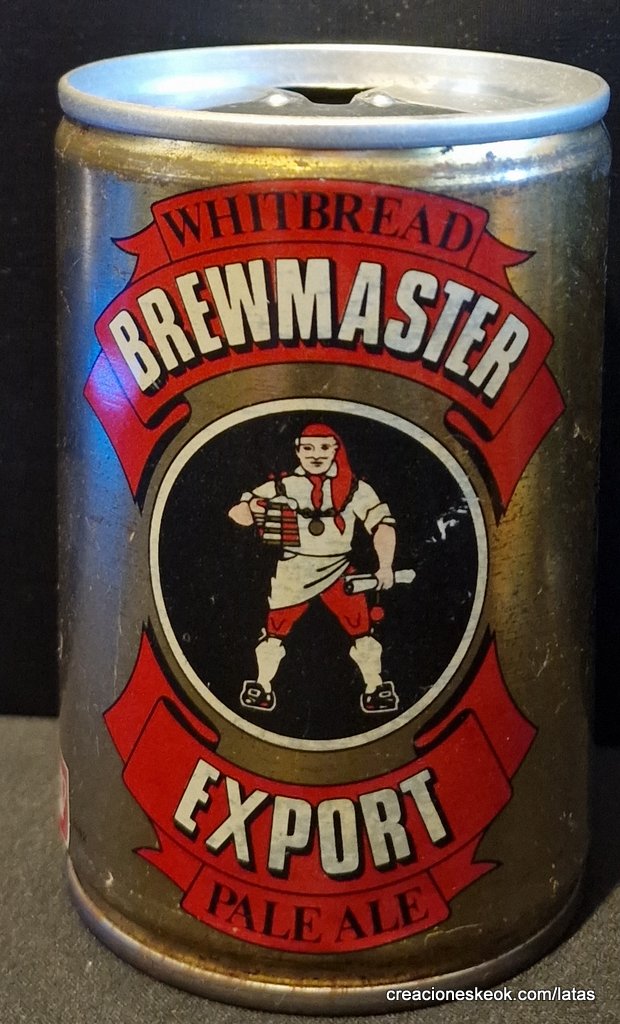 WHITBREAD
BREWMASTER
EXPORT
PALE ALE
creacioneskeok.com/latas